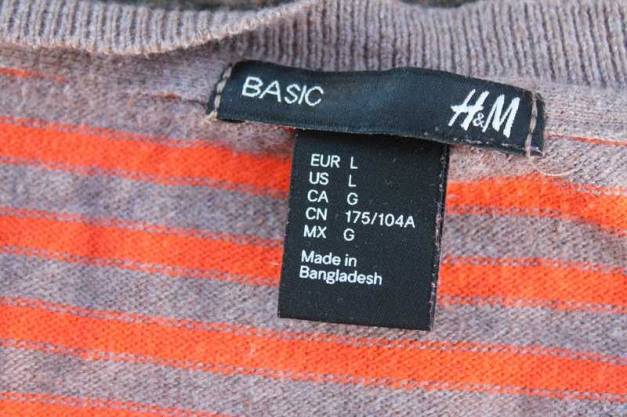 BASIC
H&M
EUR L
US L
CA G
CN 175/104A
MX G
Made in
Bangladesh